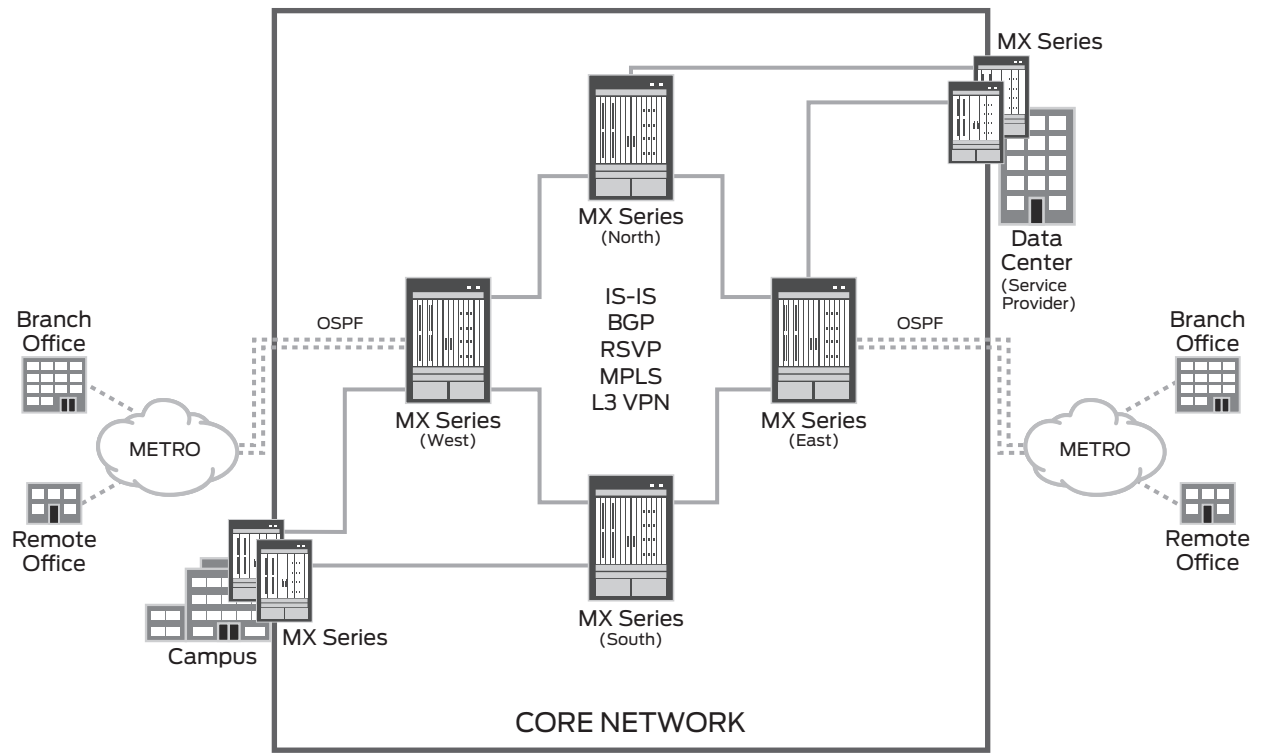 MX Series
MX Series
(North)
Data
Center
(Service
Provider)
IS-IS
BGP
RSVP
MPLS
L3 VPN
Branch
Office
OSPF
OSPF
Branch
Office
MX Series
(West)
MX Series
(East)
METRO
METRO
Remote
Office
Remote
Office
MX Series
(South)
MX Series
Campus
CORE NETWORK